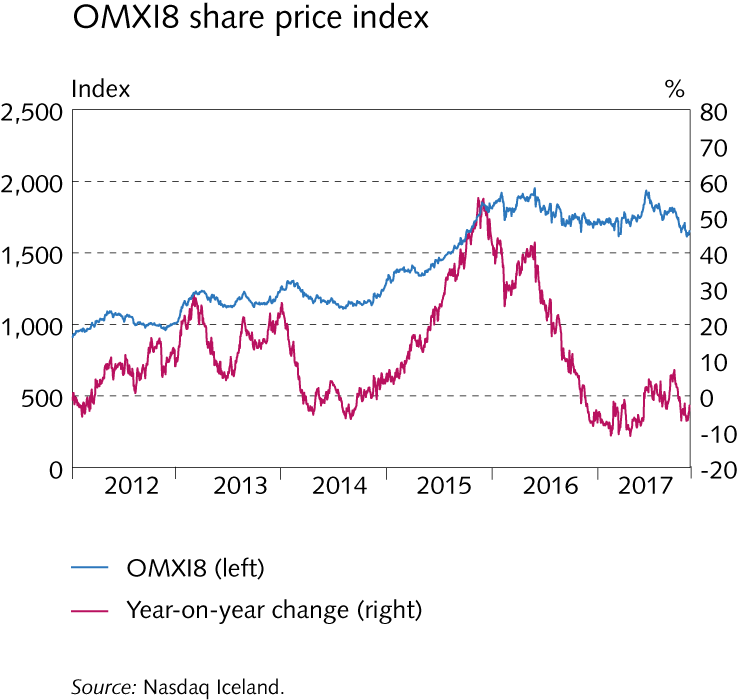 OMXI8 share price index
Index %
2,500 80
70
2,000 60
50
1,500 40
30
1,000 20
10
500 0
-10
0 -20
2012 2013 2014 2015 2016 2017
OMXI8 (left)
Year-on-year change (right)
Source: Nasdaq Iceland.